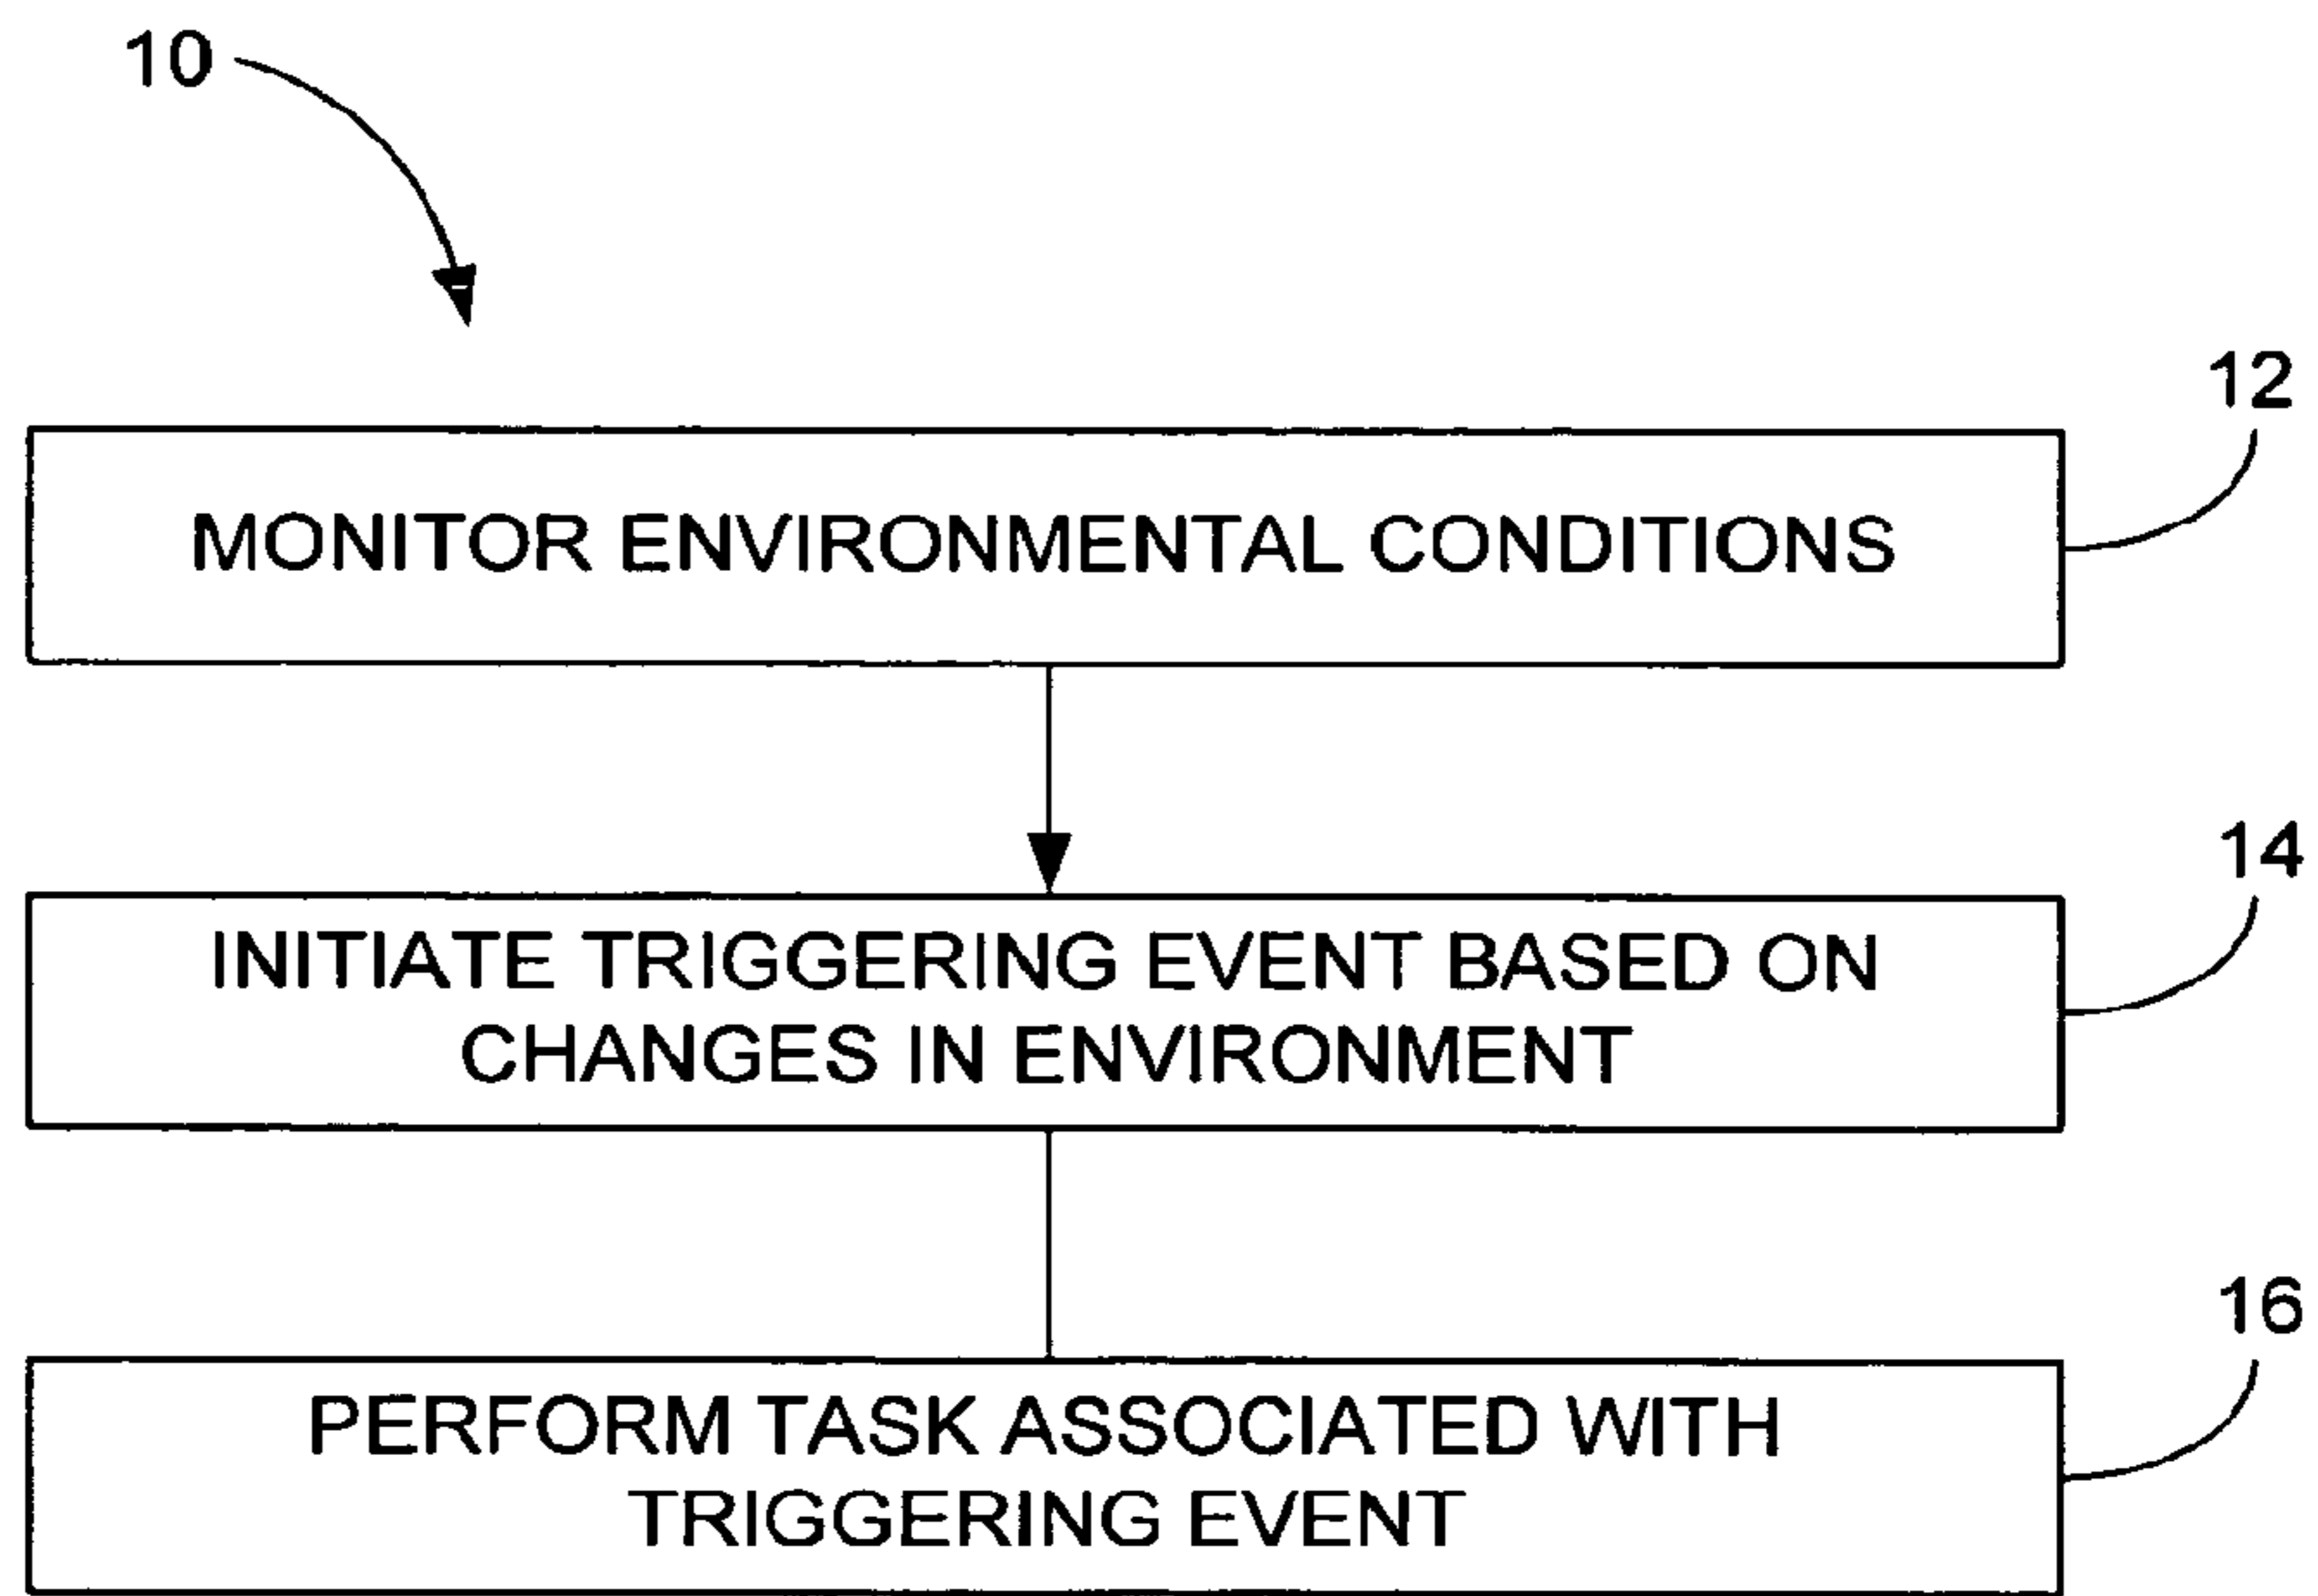 10
12
MONITOR ENVIRONMENTAL CONDITIONS
14
INITIATE TRIGGERING EVENT BASED ON
CHANGES IN ENVIRONMENT
16
PERFORM TASK ASSOCIATED WITH
TRIGGERING EVENT